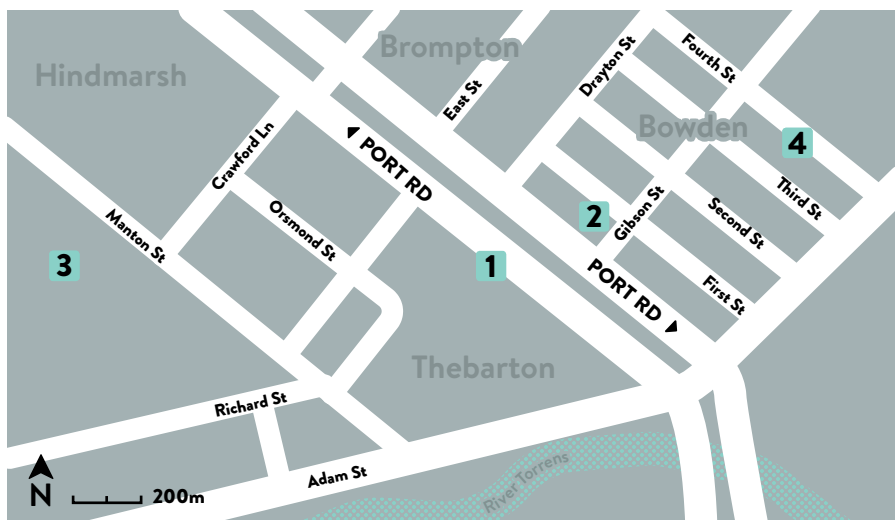 Hindmarsh
Brompton
East St
Drayton St
Fourth St
Bowden
4
Crawford Ln
PORT RD
Orsmond St
Manton St
3
1
2
Gibson St
Third St
Second St
First St
PORT RD
Thebarton
Richard St
Adam St
River Torrens
N
200m